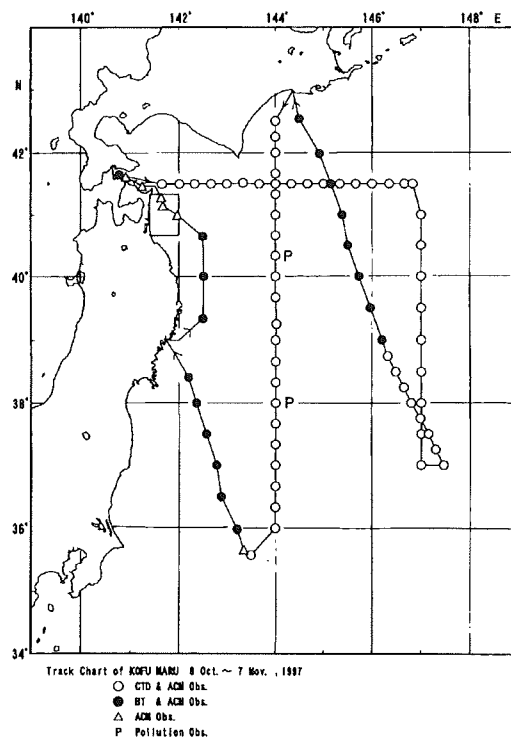 140° 142° 144° 146° 148° E
N
42°
40°
P
38°
P
36°
34°
Track Chart of KOFU MARU 8 Oct. ~ 7 Nov. , 1997
CTD & ACM Obs.
BT & ACM Obs.
ACM Obs.
P Pollution Obs.